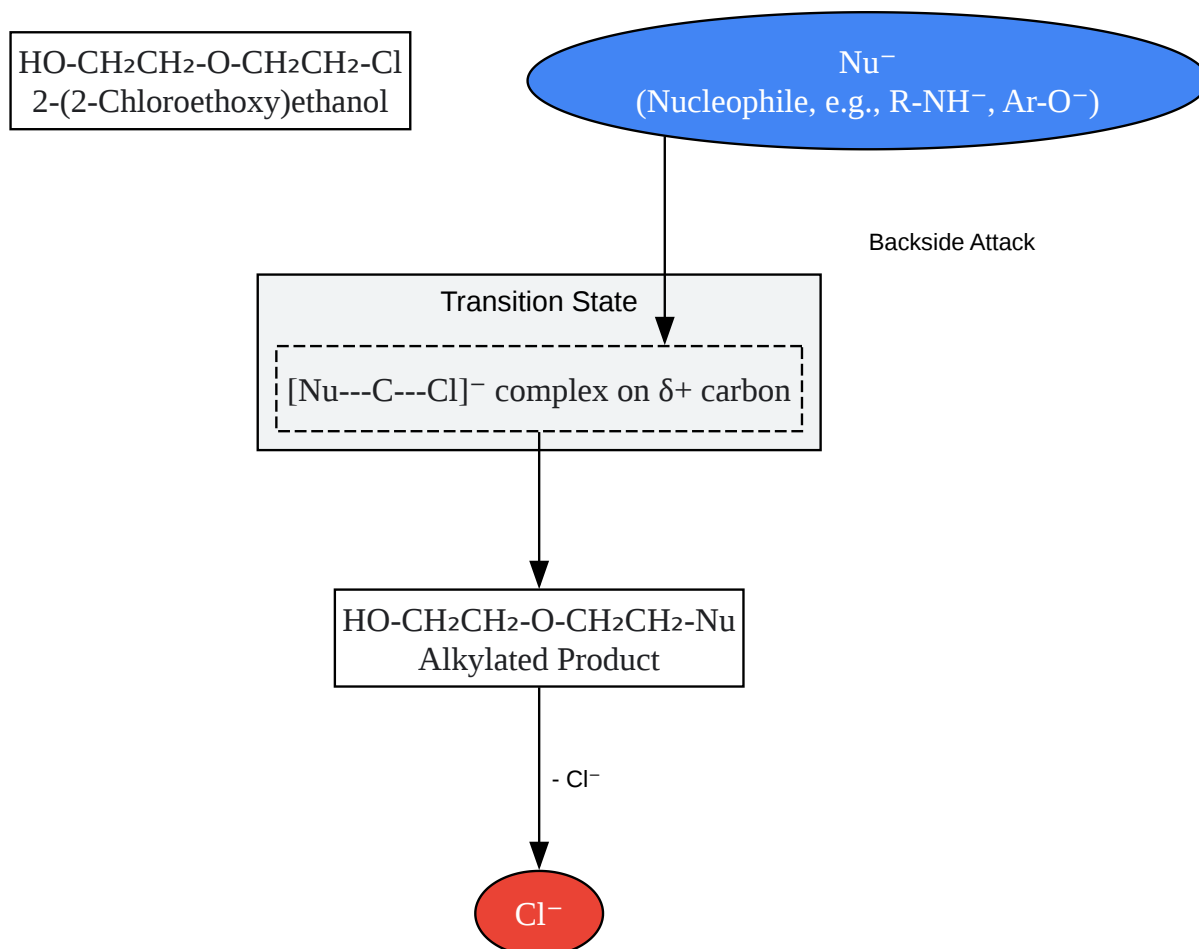 HO-CH₂CH₂-O-CH₂CH₂-Cl
2-(2-Chloroethoxy)ethanol
Nu⁻
(Nucleophile, e.g., R-NH⁻, Ar-O⁻)
Backside Attack
Transition State
[Nu---C---Cl]⁻ complex on δ+ carbon
HO-CH₂CH₂-O-CH₂CH₂-Nu
Alkylated Product
- Cl⁻
Cl⁻